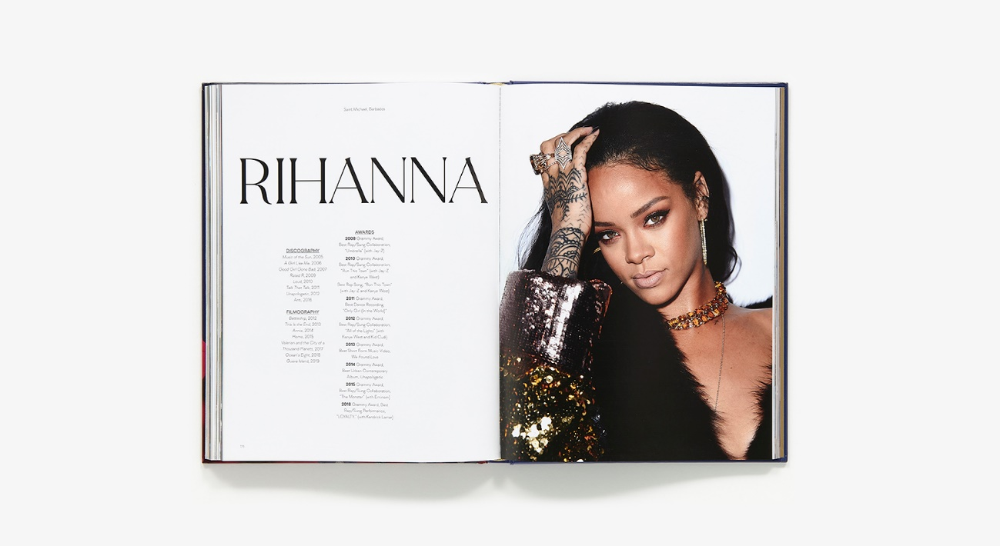 Saint Michael, Barbados
RIHANNA
DISCOGRAPHY
Music of the Sun, 2005
A Girl Like Me, 2006
Good Girl Gone Bad, 2007
Rated R, 2009
Loud, 2010
Talk That Talk, 2011
Unapologetic, 2012
Anti, 2016
FILMOGRAPHY
Battleship, 2012
This is the End, 2013
Annie, 2014
Home, 2015
Valerian and the City of a
Thousand Planets, 2017
Ocean's Eight, 2018
Guava Island, 2019
AWARDS
2008 Grammy Award,
Best Rap/Sung Collaboration,
"Umbrella" (with Jay-Z)
2010 Grammy Award,
Best Rap/Sung Collaboration,
"Run This Town" (with Jay-Z
and Kanye West)
Best Rap Song, "Run This Town"
(with Jay-Z and Kanye West)
2011 Grammy Award,
Best Dance Recording,
"Only Girl (In the World)"
2012 Grammy Award,
Best Rap/Sung Collaboration,
"All of the Lights" (with
Kanye West and Kid Cudi)
2013 Grammy Award,
Best Short Form Music Video,
We Found Love
2014 Grammy Award,
Best Urban Contemporary
Album, Unapologetic
2015 Grammy Award,
Best Rap/Sung Collaboration,
"The Monster" (with Eminem)
2018 Grammy Award, Best
Rap/Sung Performance,
"LOYALTY." (with Kendrick Lamar)